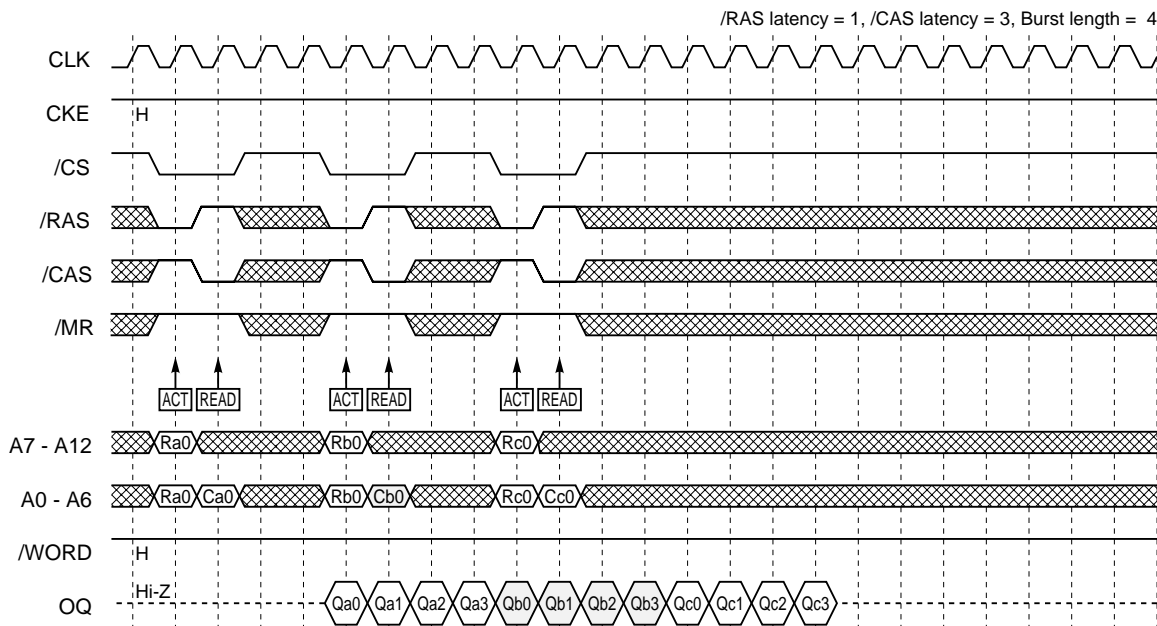 /RAS latency = 1, /CAS latency = 3, Burst length = 4
CLK
CKE H
/CS
/RAS
/CAS
/MR
ACT READ ACT READ ACT READ
A7 - A12 Ra0 Rb0 Rc0
A0 - A6 Ra0 Ca0 Rb0 Cb0 Rc0 Cc0
/WORD H
Hi-Z
OQ Qa0 Qa1 Qa2 Qa3 Qb0 Qb1 Qb2 Qb3 Qc0 Qc1 Qc2 Qc3